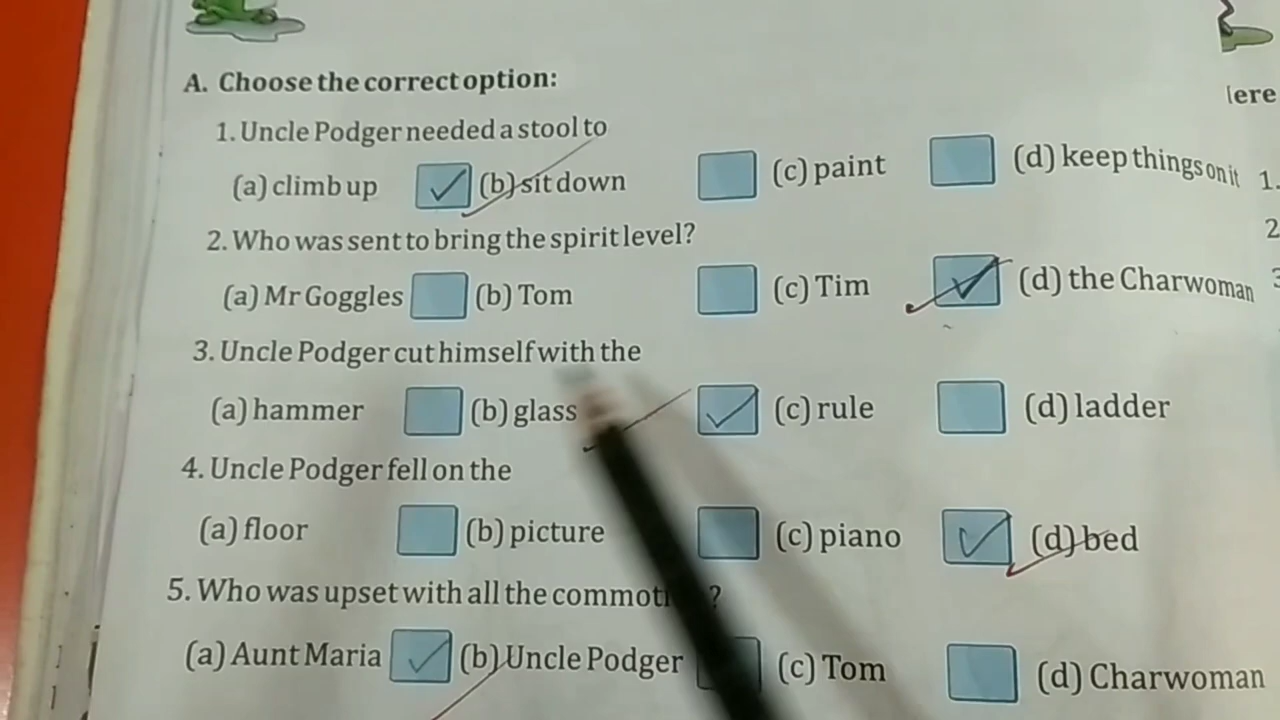 A. Choose the correct option:
1. Uncle Podger needed a stool to
(a) climb up (b) sit down (c) paint (d) keep things on it
2. Who was sent to bring the spirit level?
(a) Mr Goggles (b) Tom (c) Tim (d) the Charwoman
3. Uncle Podger cut himself with the
(a) hammer (b) glass (c) rule (d) ladder
4. Uncle Podger fell on the
(a) floor (b) picture (c) piano (d) bed
5. Who was upset with all the ?
(a) Aunt Maria (b) Uncle Podger (c) Tom (d) Charwoman
1.
2